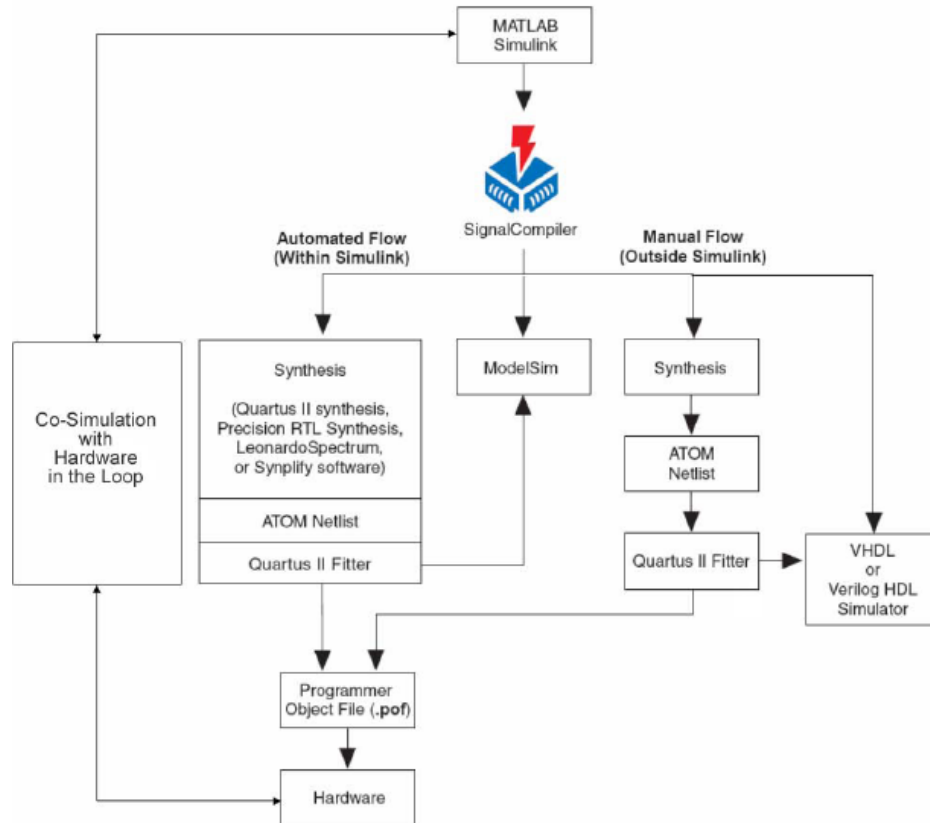 MATLAB
Simulink
SignalCompiler
Automated Flow
(Within Simulink)
Manual Flow
(Outside Simulink)
Co-Simulation
with
Hardware
in the Loop
Synthesis
(Quartus II synthesis,
Precision RTL Synthesis,
LeonardoSpectrum,
or Synplify software)
ATOM Netlist
Quartus II Fitter
ModelSim
Synthesis
ATOM
Netlist
Quartus II Fitter
VHDL
or
Verilog HDL
Simulator
Programmer
Object File (.pof)
Hardware